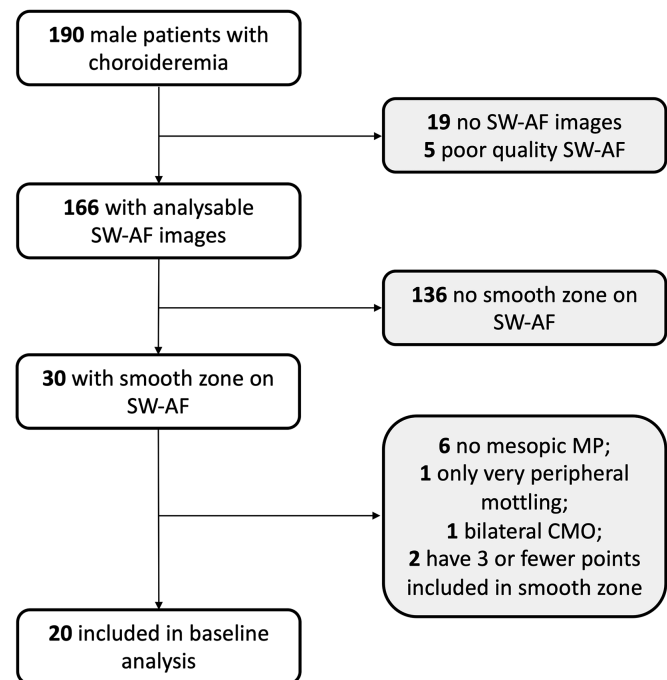 190 male patients with
choroideremia
19 no SW-AF images
5 poor quality SW-AF
166 with analysable
SW-AF images
136 no smooth zone on
SW-AF
30 with smooth zone on
SW-AF
6 no mesopic MP;
1 only very peripheral
mottling;
1 bilateral CMO;
2 have 3 or fewer points
included in smooth zone
20 included in baseline
analysis